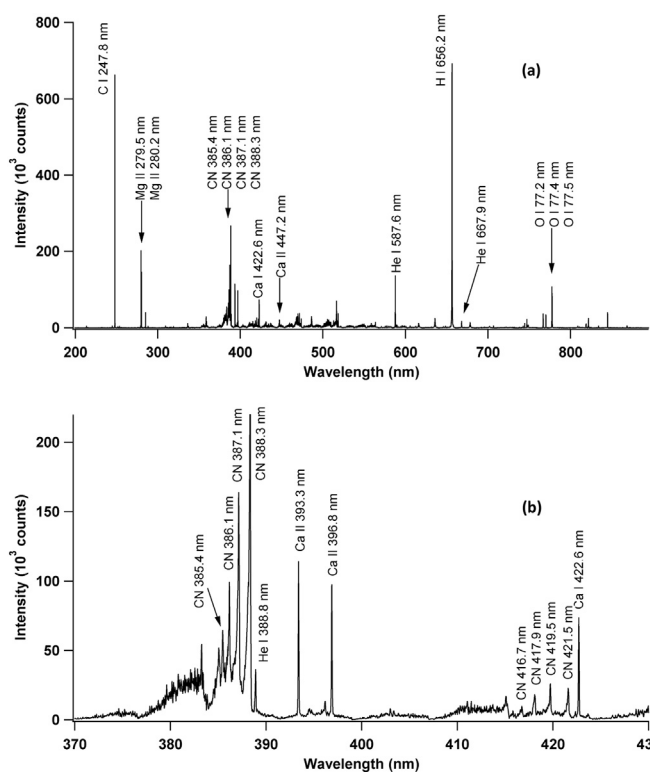 800
600
400
200
0
Intensity (10³ counts)
C I 247.8 nm
Mg II 279.5 nm
Mg II 280.2 nm
CN 385.4 nm
CN 386.1 nm
CN 387.1 nm
CN 388.3 nm
Ca I 422.6 nm
Ca II 447.2 nm
He I 587.6 nm
H I 656.2 nm
He I 667.9 nm
O I 77.2 nm
O I 77.4 nm
O I 77.5 nm
(a)
200 300 400 500 600 700 800
Wavelength (nm)
200
150
100
50
0
Intensity (10³ counts)
CN 385.4 nm
CN 386.1 nm
CN 387.1 nm
CN 388.3 nm
He I 388.8 nm
Ca II 393.3 nm
Ca II 396.8 nm
CN 416.7 nm
CN 417.9 nm
CN 419.5 nm
CN 421.5 nm
Ca I 422.6 nm
(b)
370 380 390 400 410 420 430
Wavelength (nm)